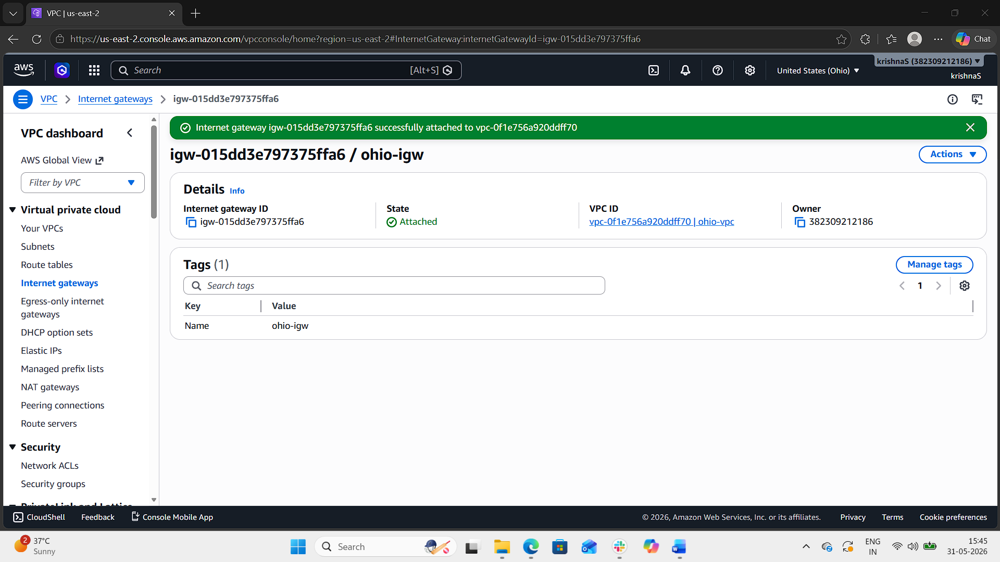 VPC | us-east-2
https://us-east-2.console.aws.amazon.com/vpcconsole/home?region=us-east-2#InternetGateway:internetGatewayId=igw-015dd3e797375ffa6
Chat
aws
Search
[Alt+S]
United States (Ohio)
krishnaS (382309212186)
krishnaS
VPC
Internet gateways
igw-015dd3e797375ffa6
VPC dashboard
AWS Global View
Filter by VPC
Virtual private cloud
Your VPCs
Subnets
Route tables
Internet gateways
Egress-only internet
gateways
DHCP option sets
Elastic IPs
Managed prefix lists
NAT gateways
Peering connections
Route servers
Security
Network ACLs
Security groups
PrivateLink and Lattice
Internet gateway igw-015dd3e797375ffa6 successfully attached to vpc-0f1e756a920ddff70
igw-015dd3e797375ffa6 / ohio-igw
Actions
Details Info
Internet gateway ID
igw-015dd3e797375ffa6
State
Attached
VPC ID
vpc-0f1e756a920ddff70 | ohio-vpc
Owner
382309212186
Tags (1)
Manage tags
Search tags
1
Key
Value
Name
ohio-igw
CloudShell
Feedback
Console Mobile App
© 2026, Amazon Web Services, Inc. or its affiliates.
Privacy
Terms
Cookie preferences
2
37°C
Sunny
Search
ENG
IN
15:45
31-05-2026